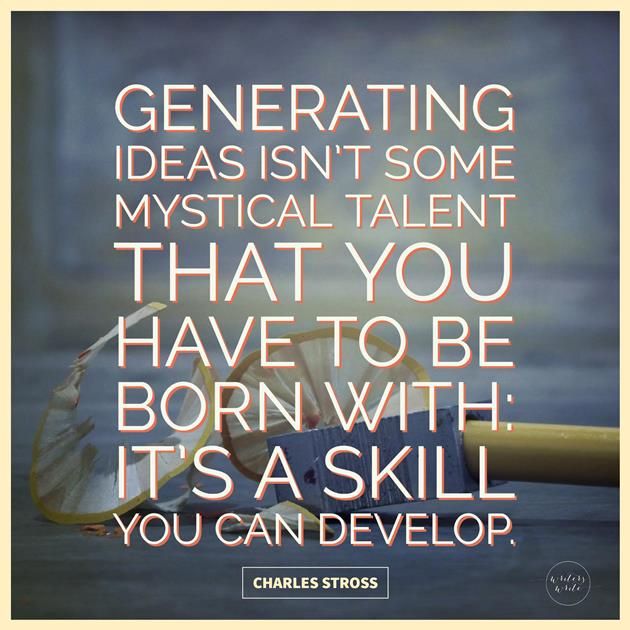 GENERATING
IDEAS ISN'T SOME
MYSTICAL TALENT
THAT YOU
HAVE TO BE
BORN WITH:
IT'S A SKILL
YOU CAN DEVELOP.
CHARLES STROSS
writers
write